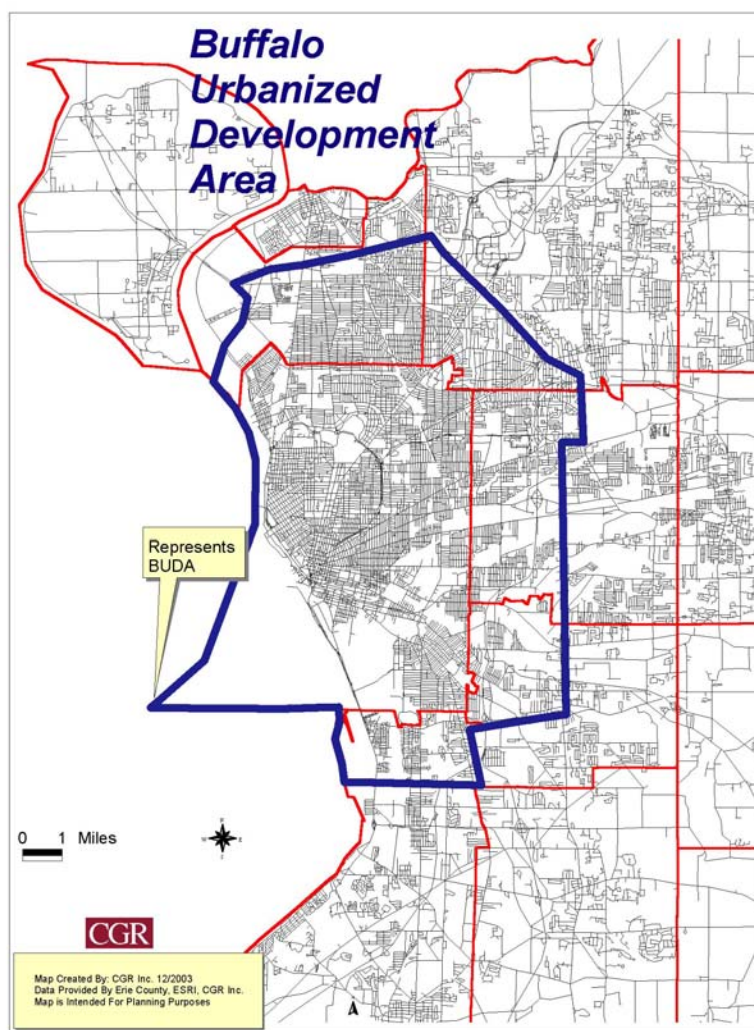 Buffalo
Urbanized
Development
Area
Represents
BUDA
0 1 Miles
N
W E
S
CGR
Map Created By: CGR Inc. 12/2003
Data Provided By Erie County, ESRI, CGR Inc.
Map is Intended For Planning Purposes